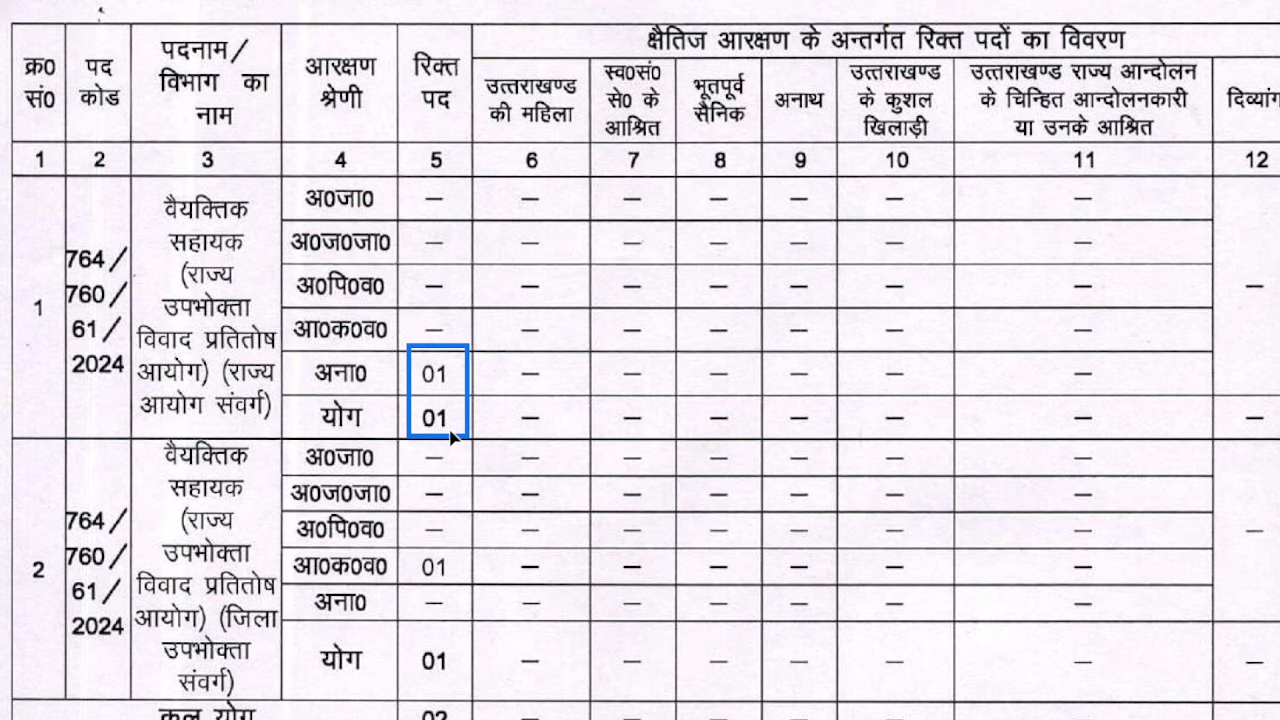 क्र0 सं0 | पद कोड | पदनाम/ विभाग का नाम | आरक्षण श्रेणी | रिक्त पद | क्षैतिज आरक्षण के अन्तर्गत रिक्त पदों का विवरण
उत्तराखण्ड की महिला | स्व0सं0 से0 के आश्रित | भूतपूर्व सैनिक | अनाथ | उत्तराखण्ड के कुशल खिलाड़ी | उत्तराखण्ड राज्य आन्दोलन के चिन्हित आन्दोलनकारी या उनके आश्रित | दिव्यांग
1 | 2 | 3 | 4 | 5 | 6 | 7 | 8 | 9 | 10 | 11 | 12
1 | 764/ 760/ 61/ 2024 | वैयक्तिक सहायक (राज्य उपभोक्ता विवाद प्रतितोष आयोग) (राज्य आयोग संवर्ग) | अ0जा0 | – | – | – | – | – | – | –
अ0ज0जा0 | – | – | – | – | – | – | –
अ0पि0व0 | – | – | – | – | – | – | – | –
आ0क0व0 | – | – | – | – | – | – | –
अना0 | 01 | – | – | – | – | – | –
योग | 01 | – | – | – | – | – | – | –
2 | 764/ 760/ 61/ 2024 | वैयक्तिक सहायक (राज्य उपभोक्ता विवाद प्रतितोष आयोग) (जिला उपभोक्ता संवर्ग) | अ0जा0 | – | – | – | – | – | – | –
अ0ज0जा0 | – | – | – | – | – | – | –
अ0पि0व0 | – | – | – | – | – | – | – | –
आ0क0व0 | 01 | – | – | – | – | – | –
अना0 | – | – | – | – | – | – | –
योग | 01 | – | – | – | – | – | – | –
कुल योग | 02 | – | – | – | – | – | –